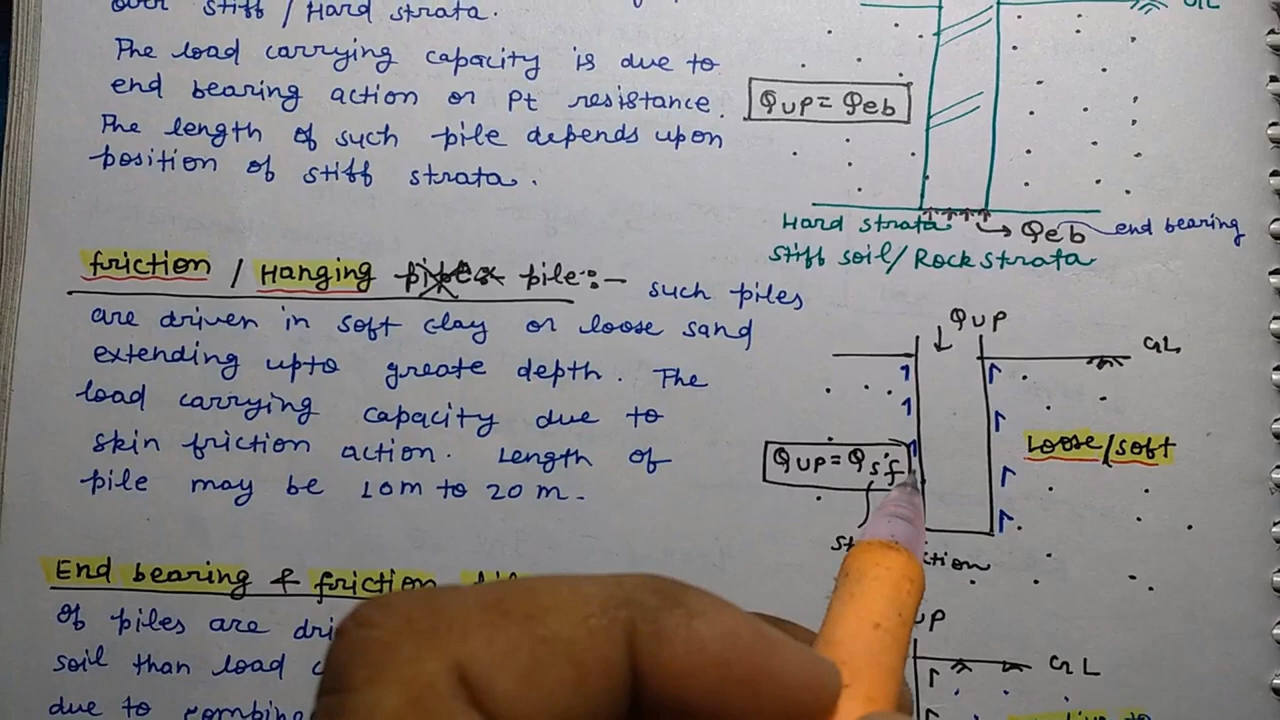 over stiff / Hard strata.
The load carrying capacity is due to
end bearing action or Pt resistance.
The length of such pile depends upon
position of stiff strata.
GL
Qup = Qeb
Hard strata
Qeb
end bearing
stiff soil/Rock strata
friction / Hanging pile:- such piles
are driven in soft clay or loose sand
extending upto greate depth. The
load carrying capacity due to
skin friction action. Length of
pile may be 10m to 20m.
Qup
GL
Loose/soft
Qup = Qsf
End bearing & friction
of piles are
soil than load
due to
UP
GL